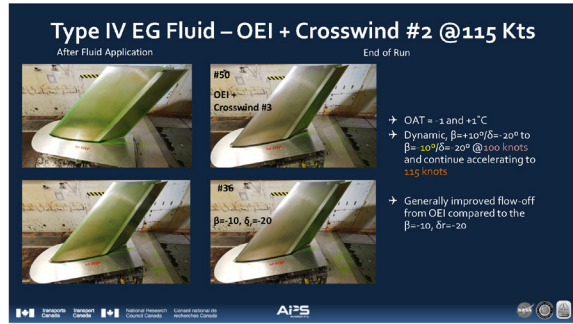 Type IV EG Fluid – OEI + Crosswind #2 @115 Kts
After Fluid Application
End of Run
#50
OEI +
Crosswind #3
#36
β=-10, δr=-20
✈ OAT ≈ -1 and +1˚C
✈ Dynamic, β=+10º/δ=-20º to
β=-10º/δ=-20º @100 knots
and continue accelerating to
115 knots
✈ Generally improved flow-off
from OEI compared to the
β=-10, δr=-20
Transports Canada
Transport Canada
National Research Council Canada
Conseil national de recherches Canada
APS
NASA